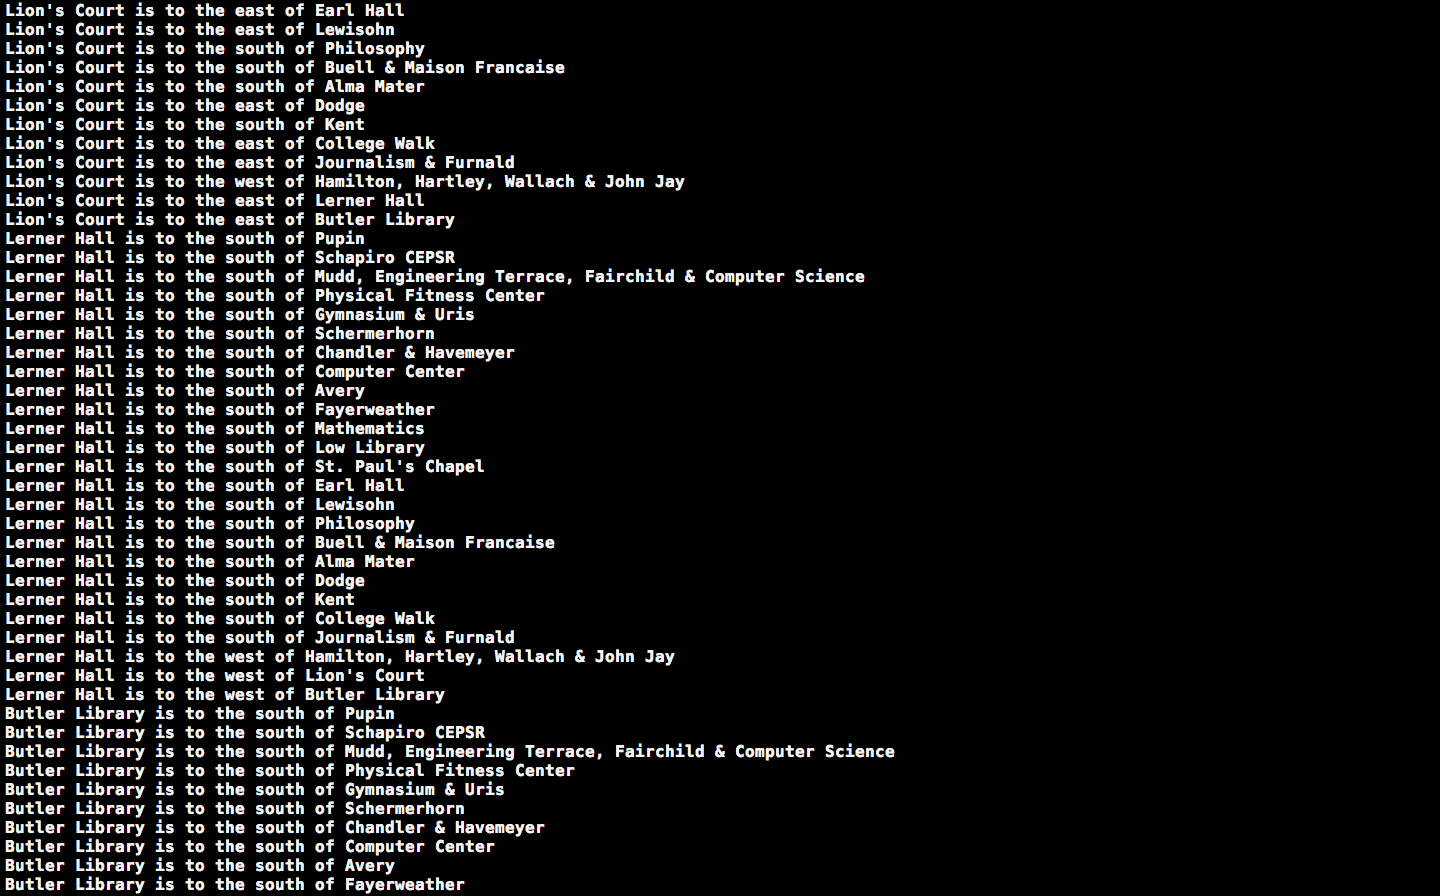 Lion's Court is to the east of Earl Hall
Lion's Court is to the east of Lewisohn
Lion's Court is to the south of Philosophy
Lion's Court is to the south of Buell & Maison Francaise
Lion's Court is to the south of Alma Mater
Lion's Court is to the east of Dodge
Lion's Court is to the south of Kent
Lion's Court is to the east of College Walk
Lion's Court is to the east of Journalism & Furnald
Lion's Court is to the west of Hamilton, Hartley, Wallach & John Jay
Lion's Court is to the east of Lerner Hall
Lion's Court is to the east of Butler Library
Lerner Hall is to the south of Pupin
Lerner Hall is to the south of Schapiro CEPSR
Lerner Hall is to the south of Mudd, Engineering Terrace, Fairchild & Computer Science
Lerner Hall is to the south of Physical Fitness Center
Lerner Hall is to the south of Gymnasium & Uris
Lerner Hall is to the south of Schermerhorn
Lerner Hall is to the south of Chandler & Havemeyer
Lerner Hall is to the south of Computer Center
Lerner Hall is to the south of Avery
Lerner Hall is to the south of Fayerweather
Lerner Hall is to the south of Mathematics
Lerner Hall is to the south of Low Library
Lerner Hall is to the south of St. Paul's Chapel
Lerner Hall is to the south of Earl Hall
Lerner Hall is to the south of Lewisohn
Lerner Hall is to the south of Philosophy
Lerner Hall is to the south of Buell & Maison Francaise
Lerner Hall is to the south of Alma Mater
Lerner Hall is to the south of Dodge
Lerner Hall is to the south of Kent
Lerner Hall is to the south of College Walk
Lerner Hall is to the south of Journalism & Furnald
Lerner Hall is to the west of Hamilton, Hartley, Wallach & John Jay
Lerner Hall is to the west of Lion's Court
Lerner Hall is to the west of Butler Library
Butler Library is to the south of Pupin
Butler Library is to the south of Schapiro CEPSR
Butler Library is to the south of Mudd, Engineering Terrace, Fairchild & Computer Science
Butler Library is to the south of Physical Fitness Center
Butler Library is to the south of Gymnasium & Uris
Butler Library is to the south of Schermerhorn
Butler Library is to the south of Chandler & Havemeyer
Butler Library is to the south of Computer Center
Butler Library is to the south of Avery
Butler Library is to the south of Fayerweather